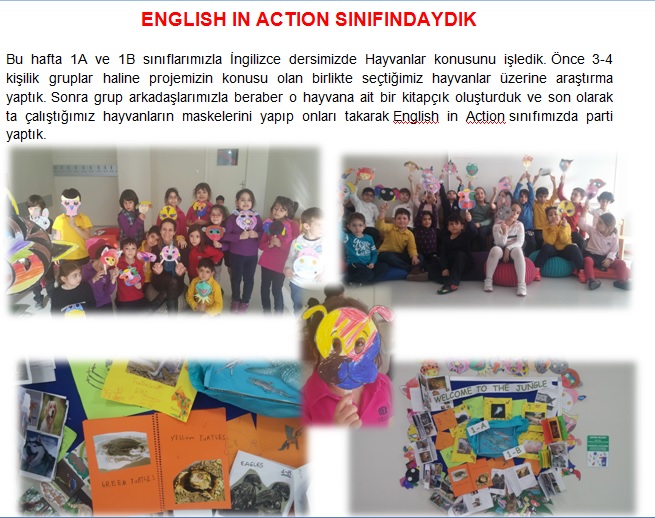 ENGLISH IN ACTION SINIFINDAYDIK
Bu hafta 1A ve 1B sınıflarımızla İngilizce dersimizde Hayvanlar konusunu işledik. Önce 3-4
kişilik gruplar haline projemizin konusu olan birlikte seçtiğimiz hayvanlar üzerine araştırma
yaptık. Sonra grup arkadaşlarımızla beraber o hayvana ait bir kitapçık oluşturduk ve son olarak
ta çalıştığımız hayvanların maskelerini yapıp onları takarak English in Action sınıfımızda parti
yaptık.
EAGLES
TURTLES
WELCOME TO THE JUNGLE
1-A
1-B